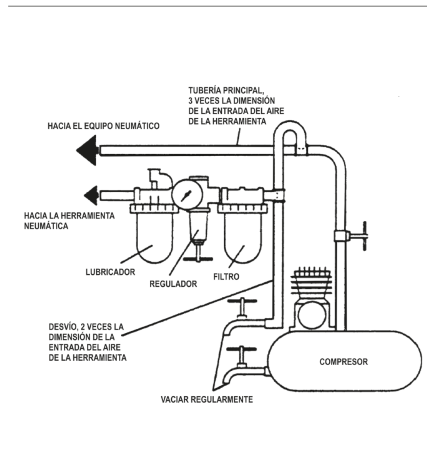 TUBERÍA PRINCIPAL,
3 VECES LA DIMENSIÓN
DE LA ENTRADA DEL AIRE
DE LA HERRAMIENTA
HACIA EL EQUIPO NEUMÁTICO
HACIA LA HERRAMIENTA
NEUMÁTICA
LUBRICADOR
REGULADOR
FILTRO
DESVÍO, 2 VECES LA
DIMENSIÓN DE LA
ENTRADA DEL AIRE
DE LA HERRAMIENTA
COMPRESOR
VACIAR REGULARMENTE